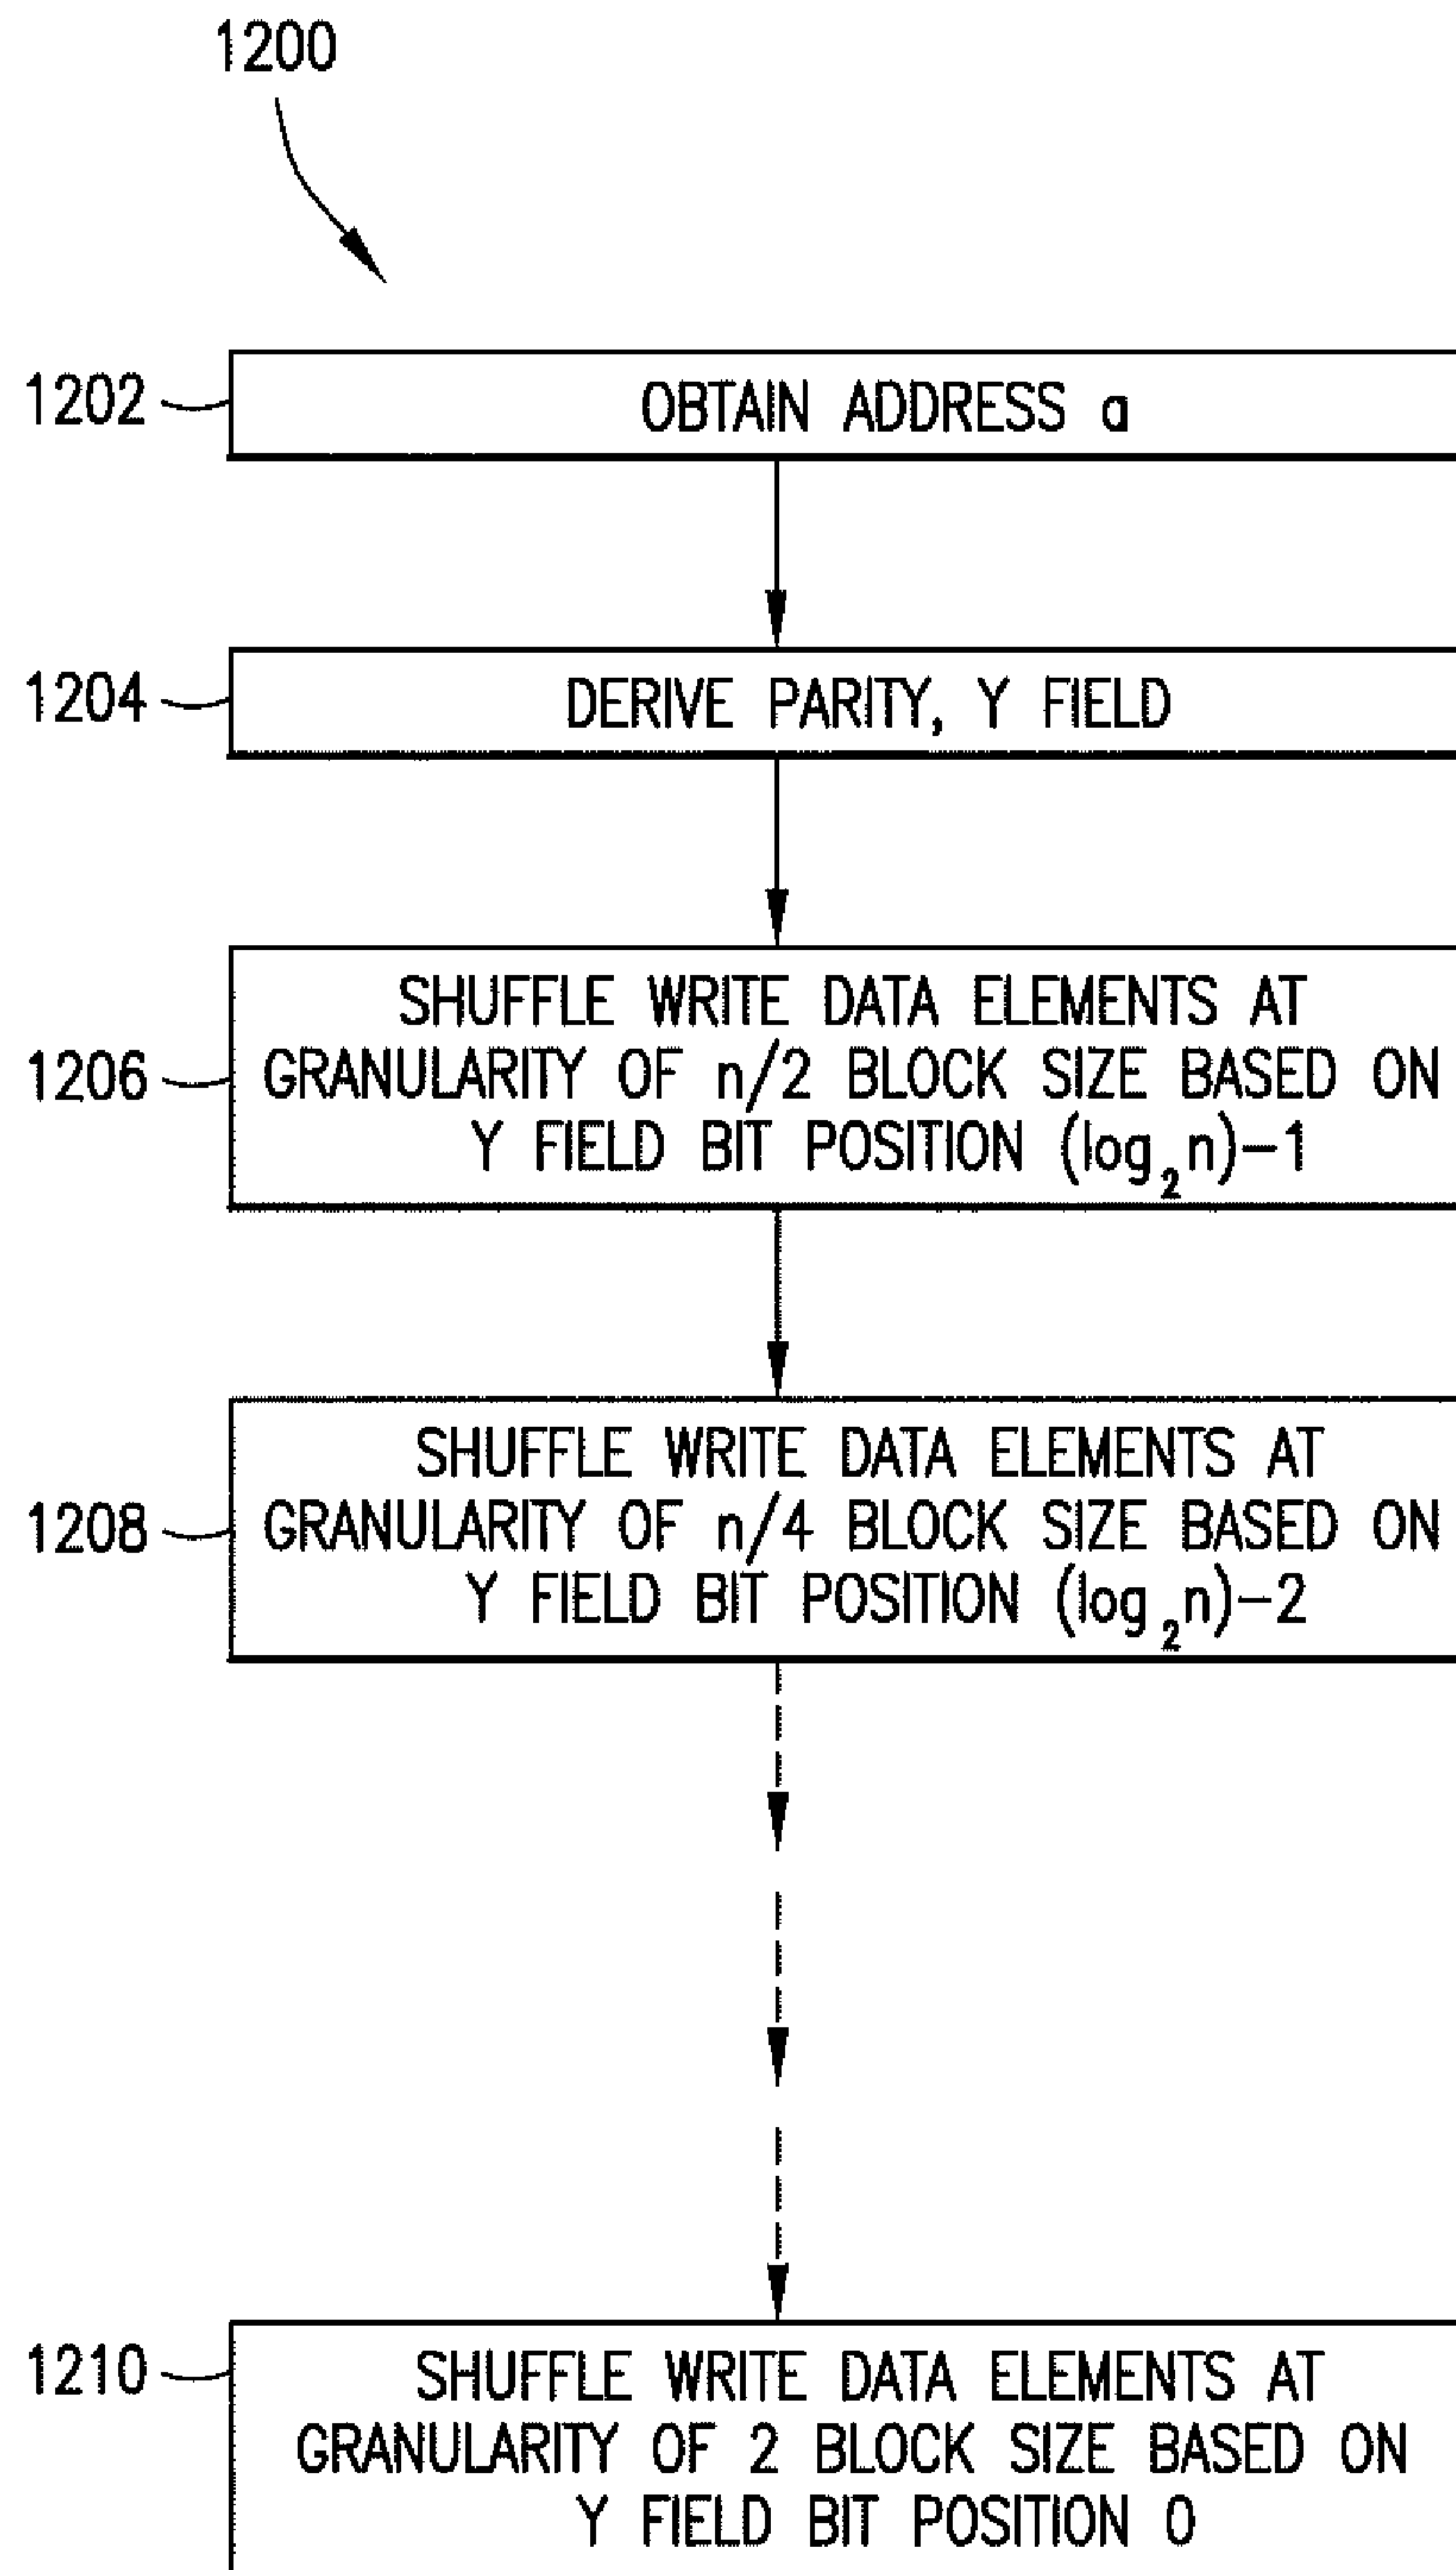 1200
1202
OBTAIN ADDRESS a
1204
DERIVE PARITY, Y FIELD
1206
SHUFFLE WRITE DATA ELEMENTS AT
GRANULARITY OF n/2 BLOCK SIZE BASED ON
Y FIELD BIT POSITION (log₂n)–1
1208
SHUFFLE WRITE DATA ELEMENTS AT
GRANULARITY OF n/4 BLOCK SIZE BASED ON
Y FIELD BIT POSITION (log₂n)–2
1210
SHUFFLE WRITE DATA ELEMENTS AT
GRANULARITY OF 2 BLOCK SIZE BASED ON
Y FIELD BIT POSITION 0